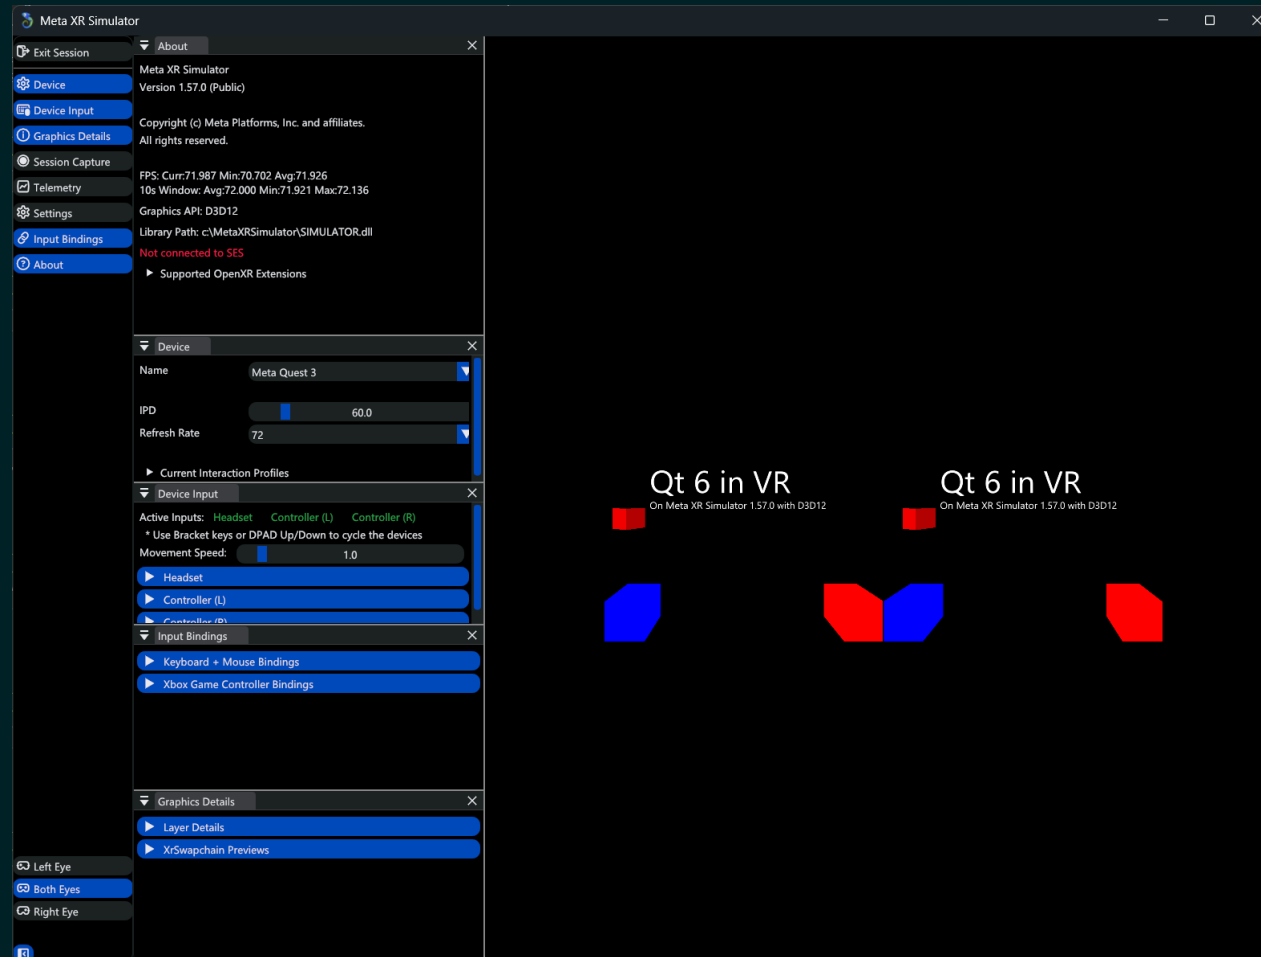 Meta XR Simulator
Exit Session
Device
Device Input
Graphics Details
Session Capture
Telemetry
Settings
Input Bindings
About
Left Eye
Both Eyes
Right Eye
About
Meta XR Simulator
Version 1.57.0 (Public)
Copyright (c) Meta Platforms, Inc. and affiliates.
All rights reserved.
FPS: Curr:71.987 Min:70.702 Avg:71.926
10s Window: Avg:72.000 Min:71.921 Max:72.136
Graphics API: D3D12
Library Path: c:\MetaXRSimulator\SIMULATOR.dll
Not connected to SES
Supported OpenXR Extensions
Device
Name Meta Quest 3
IPD 60.0
Refresh Rate 72
Current Interaction Profiles
Device Input
Active Inputs: Headset Controller (L) Controller (R)
* Use Bracket keys or DPAD Up/Down to cycle the devices
Movement Speed: 1.0
Headset
Controller (L)
Controller (R)
Input Bindings
Keyboard + Mouse Bindings
Xbox Game Controller Bindings
Graphics Details
Layer Details
XrSwapchain Previews
Qt 6 in VR
On Meta XR Simulator 1.57.0 with D3D12
Qt 6 in VR
On Meta XR Simulator 1.57.0 with D3D12